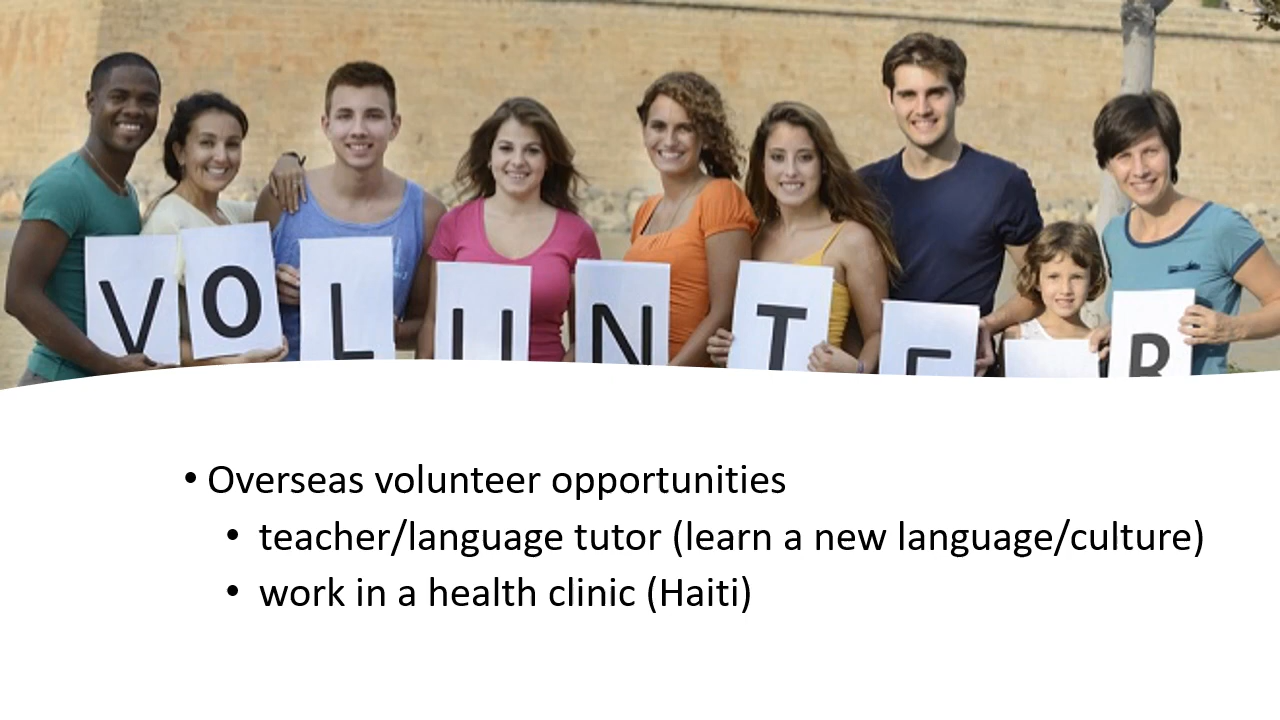 V O L U N T E R
• Overseas volunteer opportunities
• teacher/language tutor (learn a new language/culture)
• work in a health clinic (Haiti)